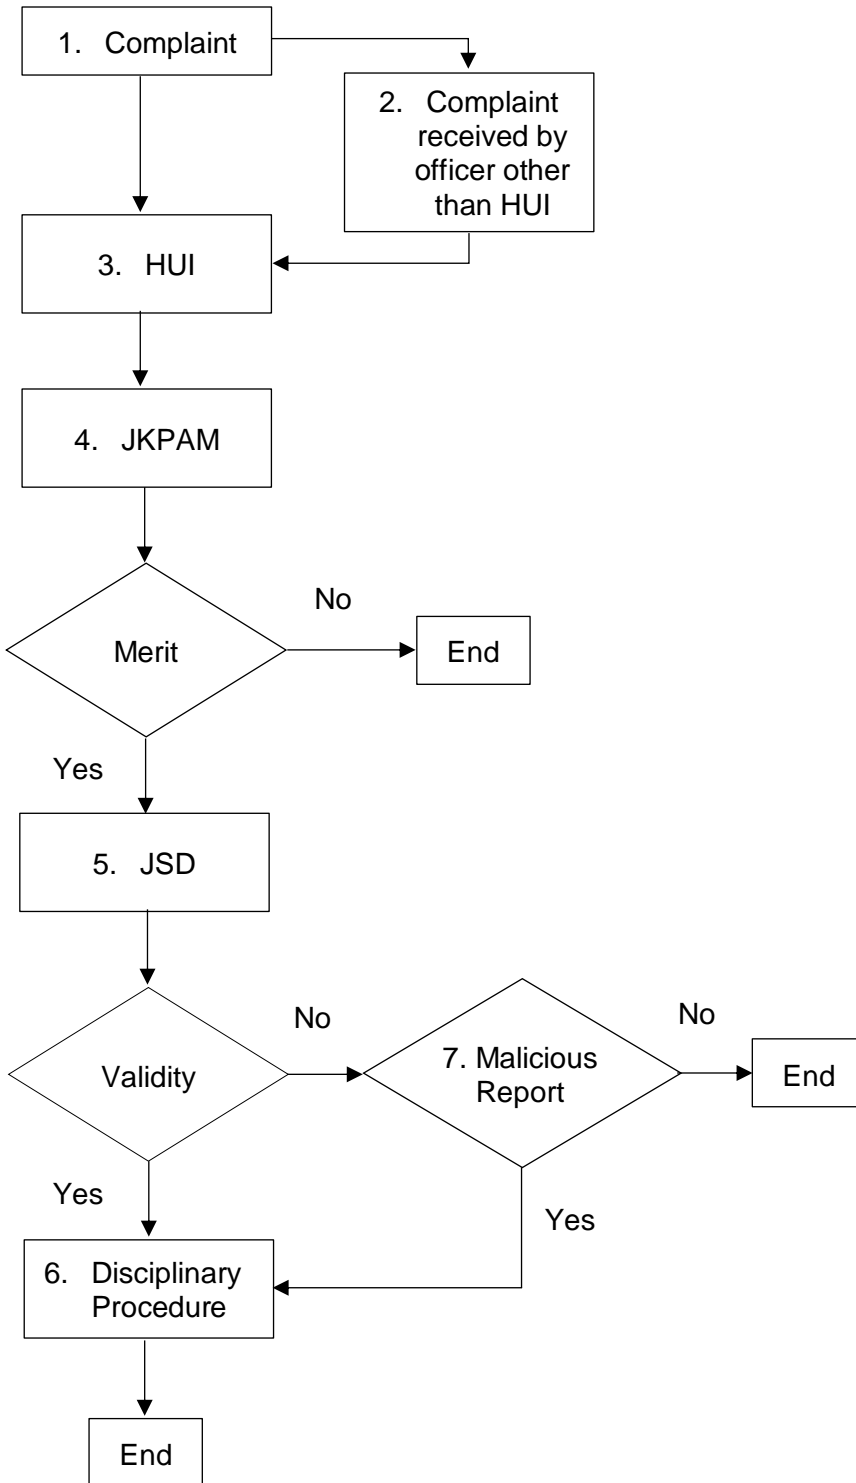 1. Complaint
2. Complaint
received by
officer other
than HUI
3. HUI
4. JKPAM
Merit
No
End
Yes
5. JSD
Validity
No
7. Malicious
Report
No
End
Yes
Yes
6. Disciplinary
Procedure
End